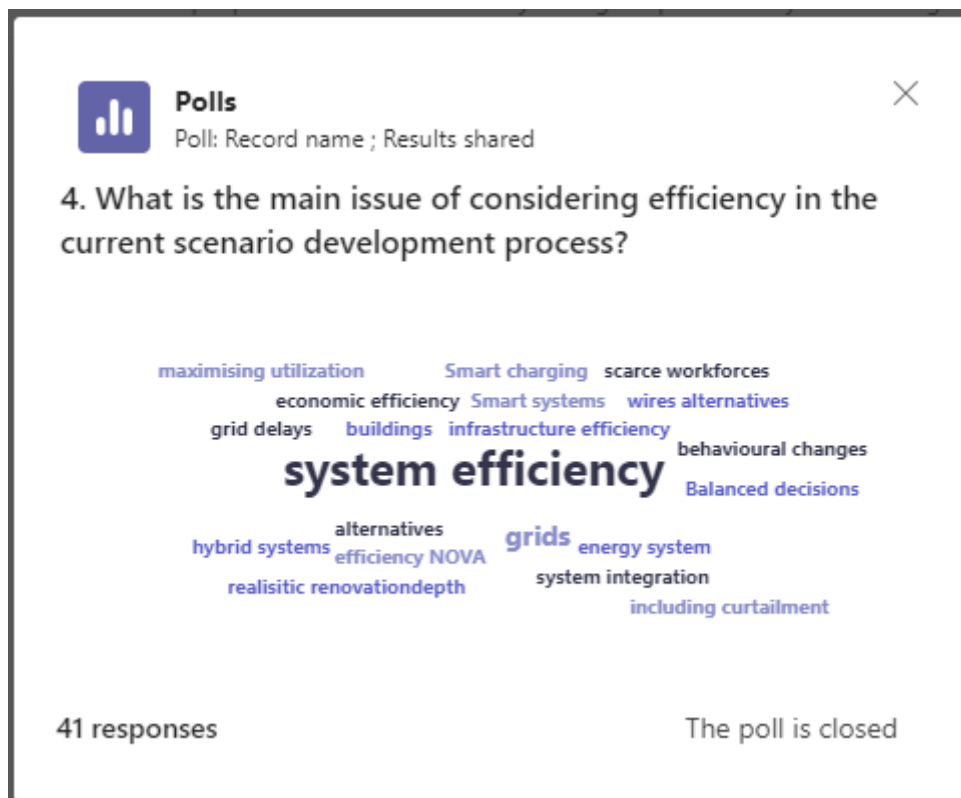 Polls
Poll: Record name ; Results shared
4. What is the main issue of considering efficiency in the
current scenario development process?
maximising utilization Smart charging scarce workforces
economic efficiency Smart systems wires alternatives
grid delays buildings infrastructure efficiency
behavioural changes
system efficiency
Balanced decisions
alternatives
grids
hybrid systems efficiency NOVA energy system
system integration
realisitic renovationdepth
including curtailment
41 responses The poll is closed